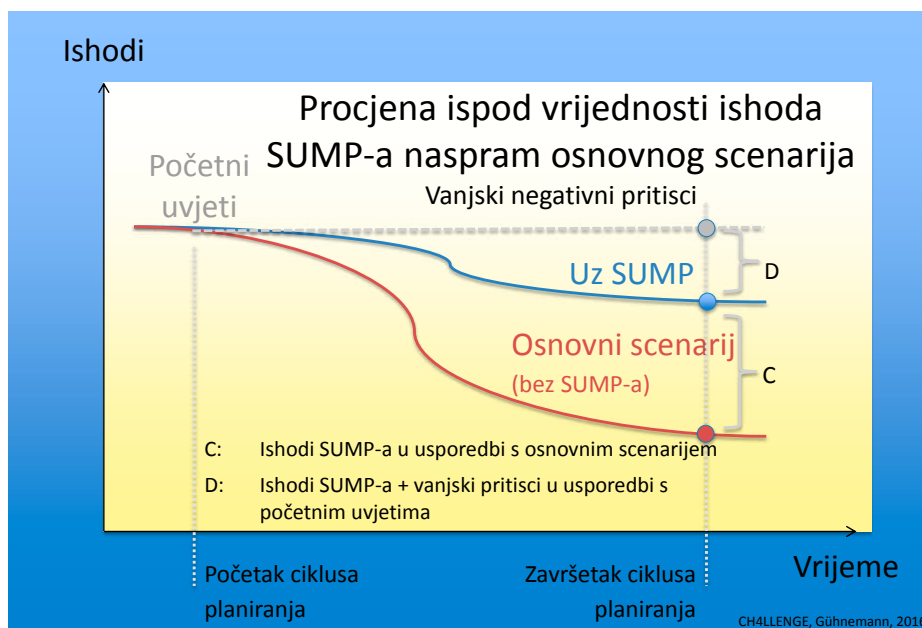 Ishodi
Procjena ispod vrijednosti ishoda
SUMP-a naspram osnovnog scenarija
Početni
uvjeti
Vanjski negativni pritisci
Uz SUMP
D
Osnovni scenarij
(bez SUMP-a)
C
C: Ishodi SUMP-a u usporedbi s osnovnim scenarijem
D: Ishodi SUMP-a + vanjski pritisci u usporedbi s
početnim uvjetima
Vrijeme
Početak ciklusa
planiranja
Završetak ciklusa
planiranja
CH4LLENGE, Gühnemann, 2016